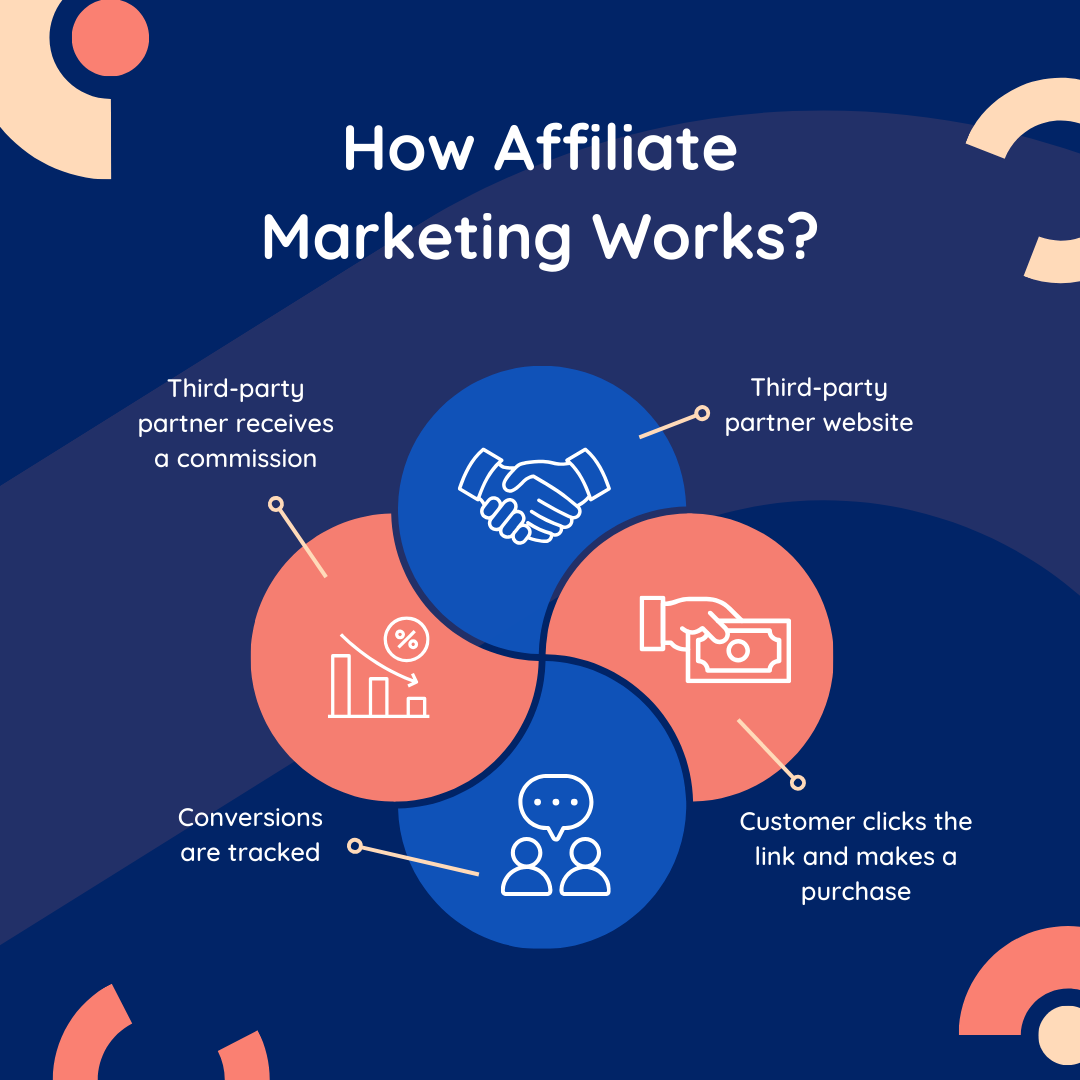 How Affiliate
Marketing Works?
Third-party
partner receives
a commission
Third-party
partner website
%
Conversions
are tracked
Customer clicks the
link and makes a
purchase